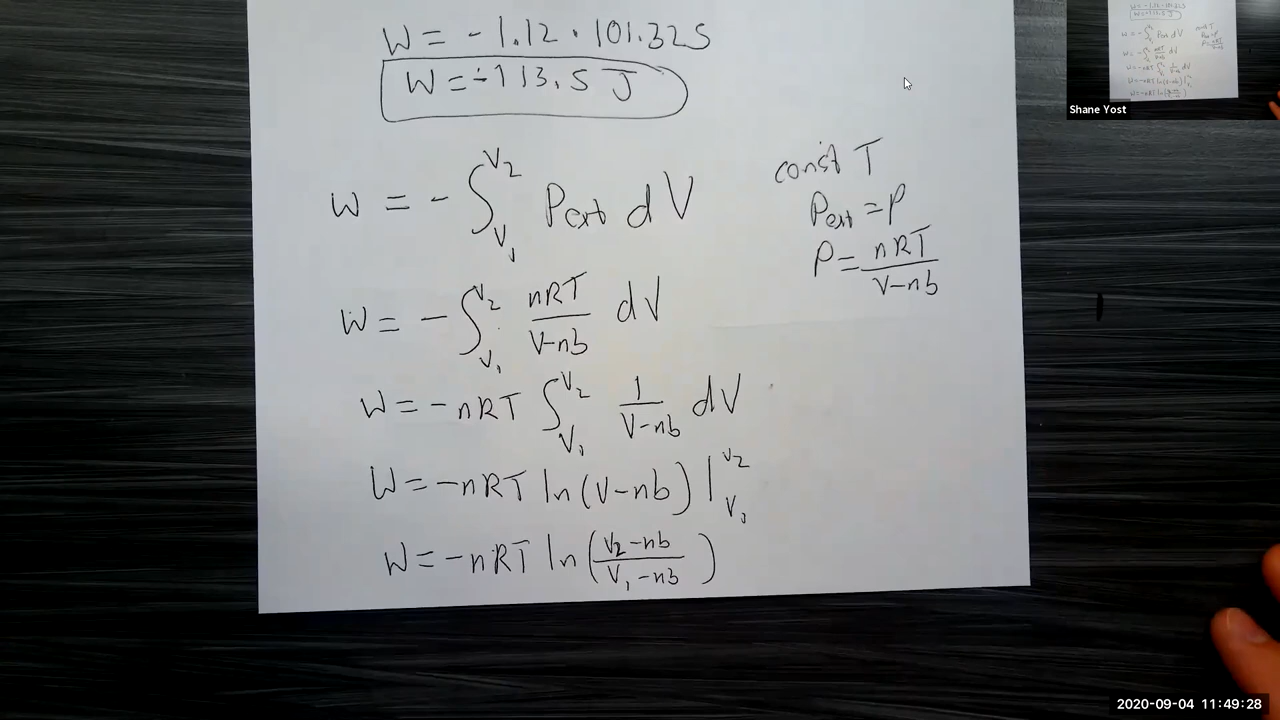 W = -1.12 · 101.325
W = -113.5 J
W = - ∫_{V₁}^{V₂} P_ext dV
const T
P_ext = P
P = nRT/(V-nb)
W = - ∫_{V₁}^{V₂} nRT/(V-nb) dV
W = -nRT ∫_{V₁}^{V₂} 1/(V-nb) dV
W = -nRT ln(V-nb) |_{V₁}^{V₂}
W = -nRT ln((V₂-nb)/(V₁-nb))
Shane Yost
2020-09-04 11:49:28